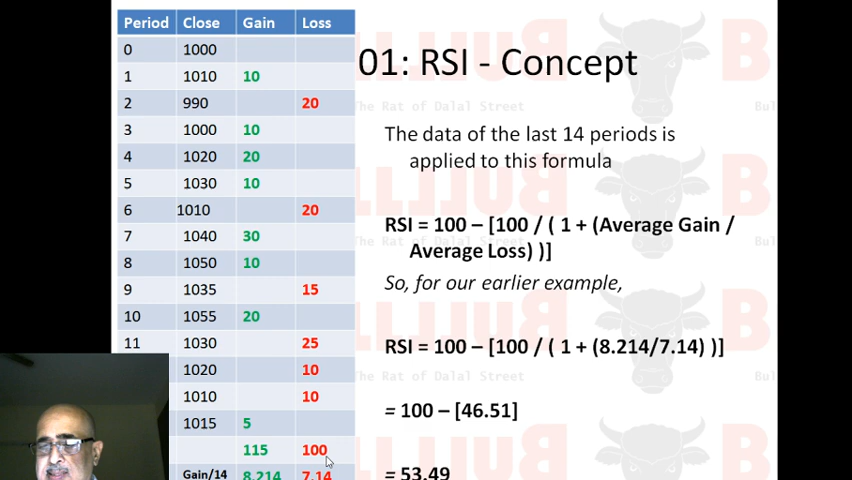 Period Close Gain Loss
0 1000
1 1010 10
2 990 20
3 1000 10
4 1020 20
5 1030 10
6 1010 20
7 1040 30
8 1050 10
9 1035 15
10 1055 20
11 1030 25
1020 10
1010 10
1015 5
115 100
Gain/14 8.214 7.14
01: RSI - Concept
The data of the last 14 periods is
applied to this formula
RSI = 100 – [100 / ( 1 + (Average Gain /
Average Loss) )]
So, for our earlier example,
RSI = 100 – [100 / ( 1 + (8.214/7.14) )]
= 100 – [46.51]
= 53.49
The Rat of Dalal Street
The Rat of Dalal Street
The Rat of Dalal Street